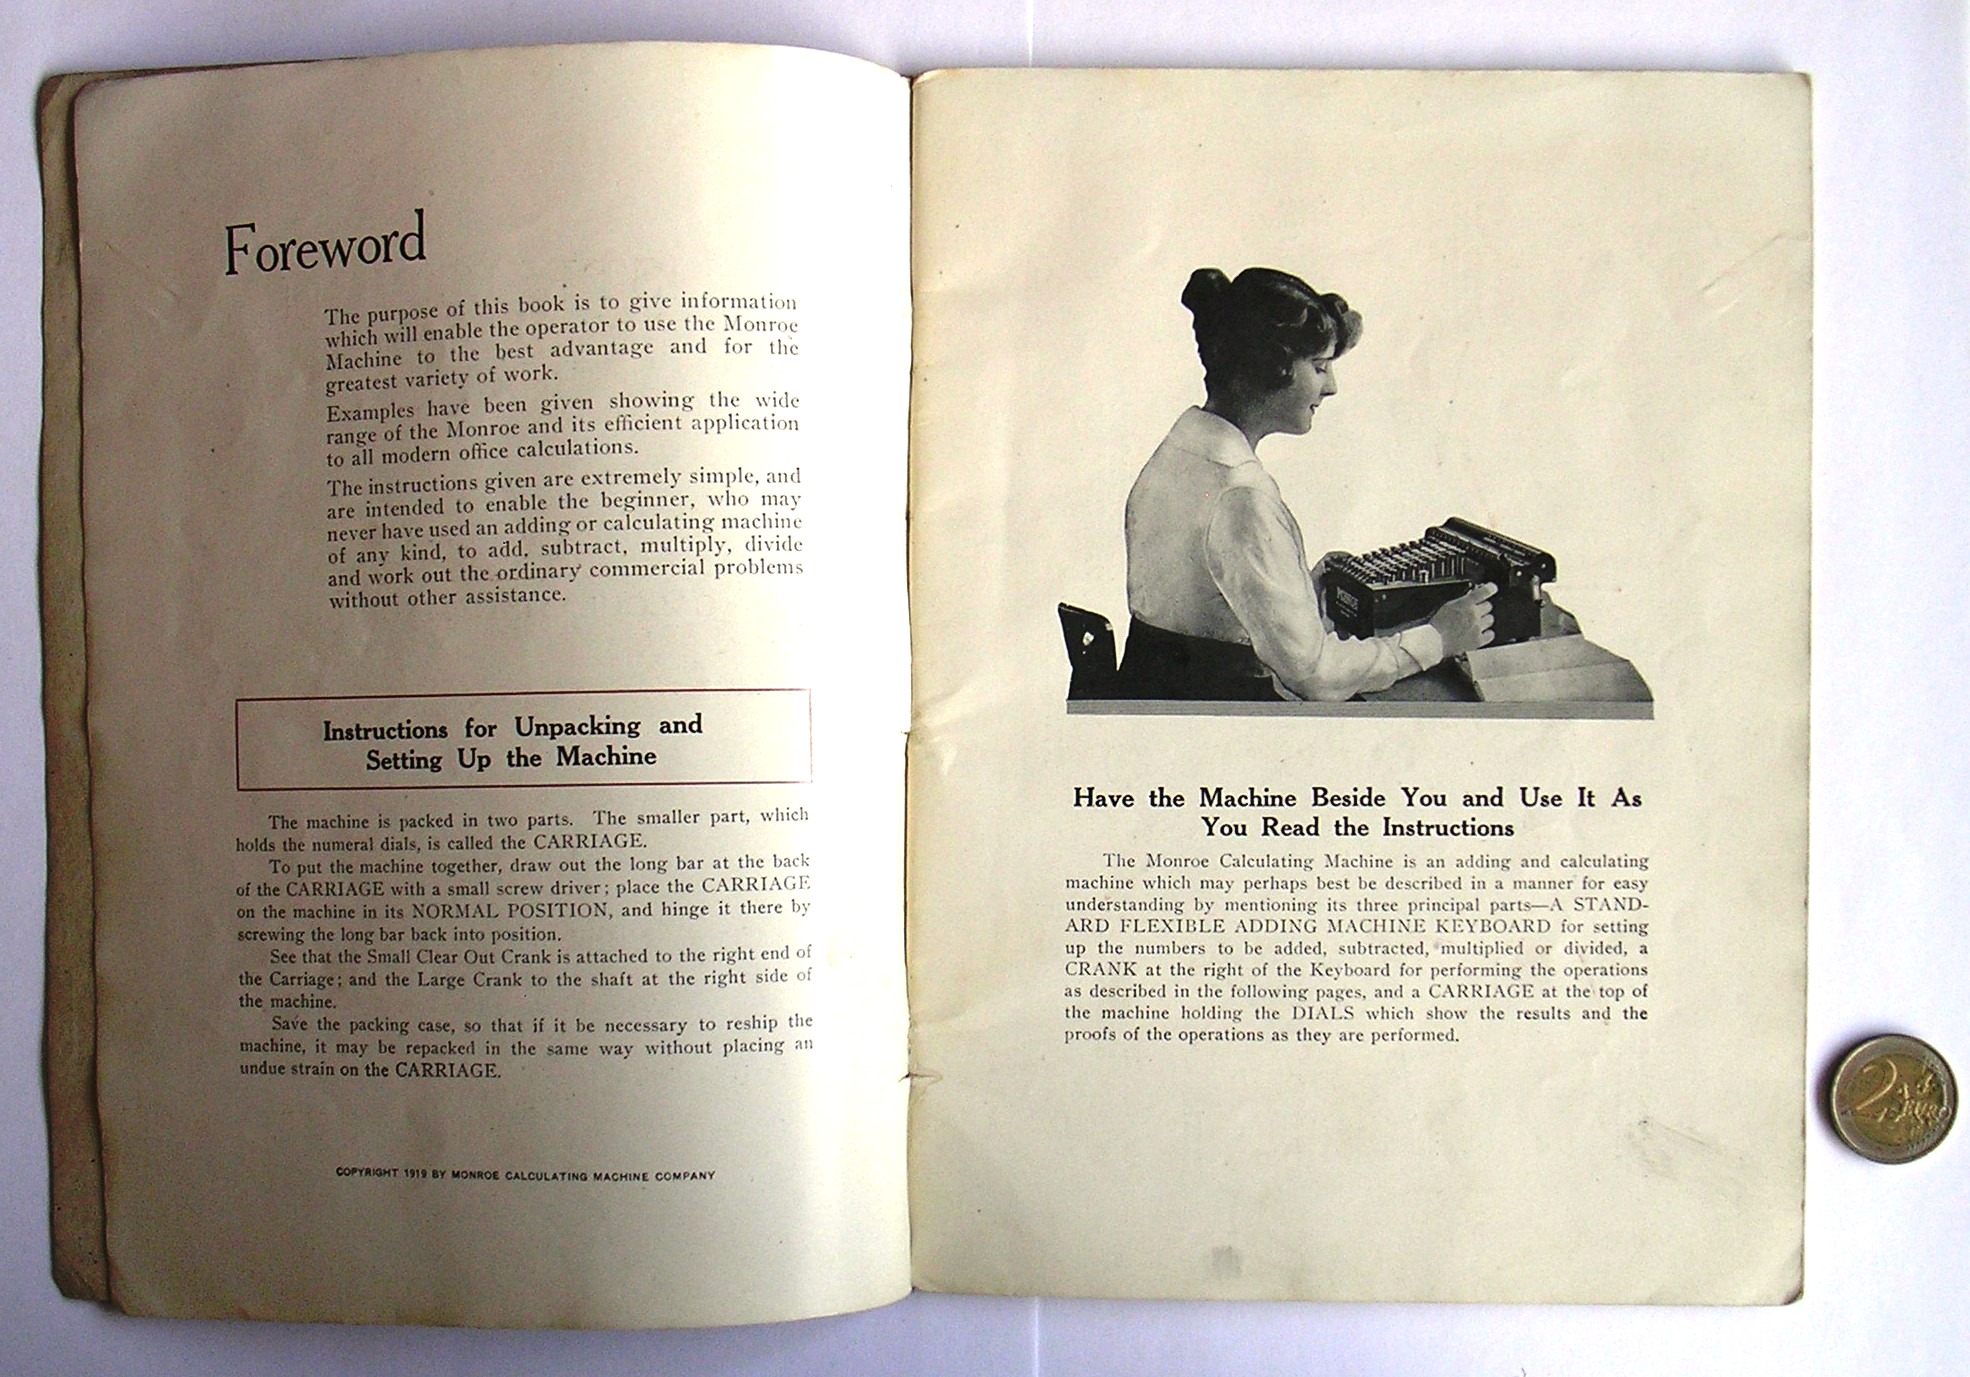 Foreword
The purpose of this book is to give information
which will enable the operator to use the Monroe
Machine to the best advantage and for the
greatest variety of work.
Examples have been given showing the wide
range of the Monroe and its efficient application
to all modern office calculations.
The instructions given are extremely simple, and
are intended to enable the beginner, who may
never have used an adding or calculating machine
of any kind, to add, subtract, multiply, divide
and work out the ordinary commercial problems
without other assistance.
Instructions for Unpacking and
Setting Up the Machine
The machine is packed in two parts. The smaller part, which
holds the numeral dials, is called the CARRIAGE.
To put the machine together, draw out the long bar at the back
of the CARRIAGE with a small screw driver; place the CARRIAGE
on the machine in its NORMAL POSITION, and hinge it there by
screwing the long bar back into position.
See that the Small Clear Out Crank is attached to the right end of
the Carriage; and the Large Crank to the shaft at the right side of
the machine.
Save the packing case, so that if it be necessary to reship the
machine, it may be repacked in the same way without placing an
undue strain on the CARRIAGE.
COPYRIGHT 1919 BY MONROE CALCULATING MACHINE COMPANY
MONROE
Have the Machine Beside You and Use It As
You Read the Instructions
The Monroe Calculating Machine is an adding and calculating
machine which may perhaps best be described in a manner for easy
understanding by mentioning its three principal parts—A STAND-
ARD FLEXIBLE ADDING MACHINE KEYBOARD for setting
up the numbers to be added, subtracted, multiplied or divided, a
CRANK at the right of the Keyboard for performing the operations
as described in the following pages, and a CARRIAGE at the top of
the machine holding the DIALS which show the results and the
proofs of the operations as they are performed.
2
EURO